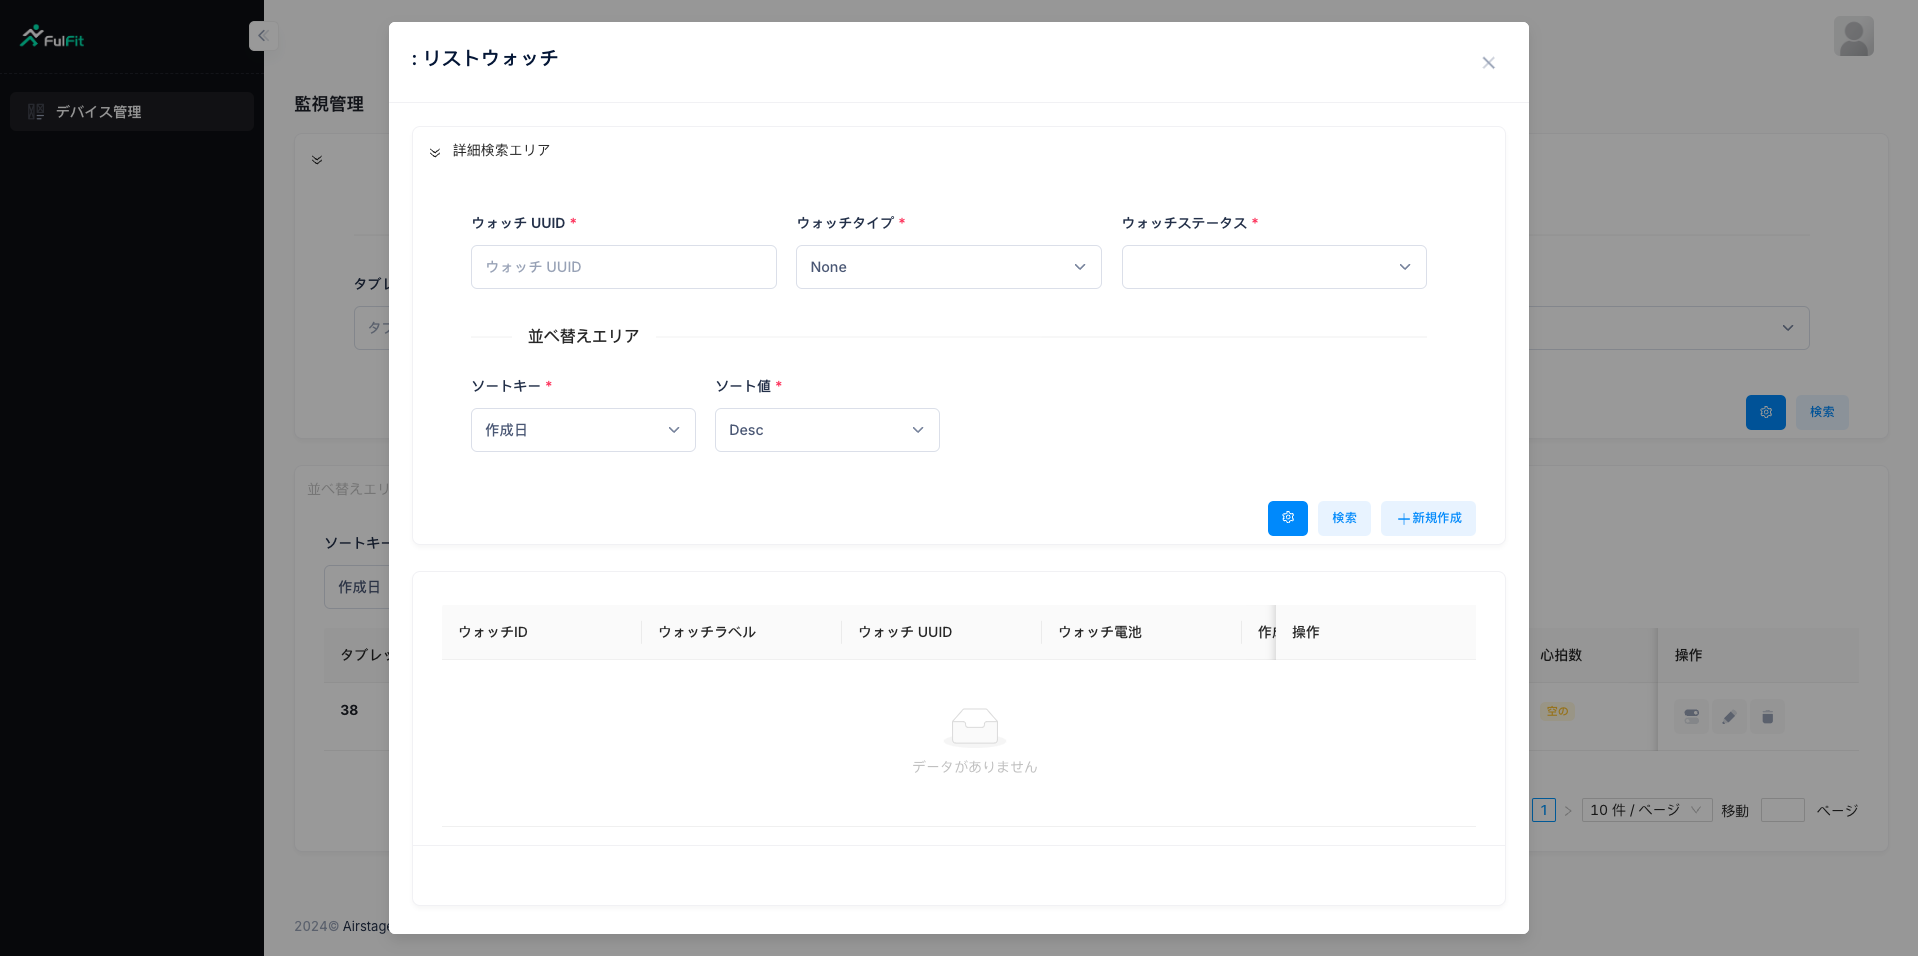 FulFit
デバイス管理
監視管理
: リストウォッチ
詳細検索エリア
ウォッチ UUID *
ウォッチタイプ *
ウォッチステータス *
ウォッチ UUID
None
並べ替えエリア
ソートキー *
ソート値 *
作成日
Desc
検索
新規作成
ウォッチID
ウォッチラベル
ウォッチ UUID
ウォッチ電池
操作
データがありません
検索
並べ替えエリ
ソートキー
作成日
タブレッ
心拍数
操作
38
空の
1
10 件 / ページ
移動
ページ
2024© Airstage